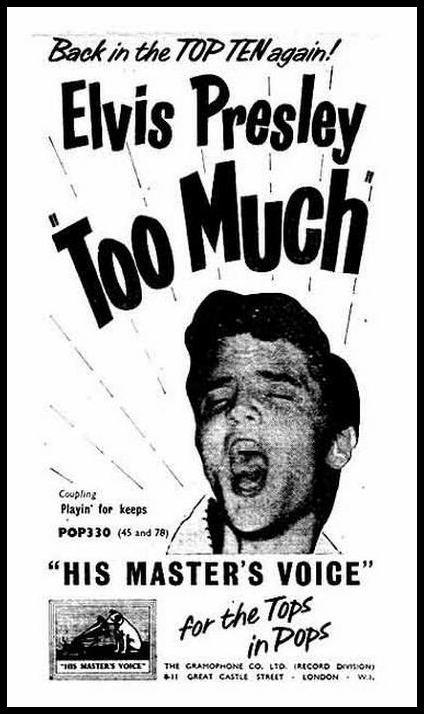 Back in the TOP TEN again!
Elvis Presley
"Too Much"
Coupling
Playin' for keeps
POP330 (45 and 78)
"HIS MASTER'S VOICE"
for the Tops
in Pops
"HIS MASTER'S VOICE"
THE GRAMOPHONE CO. LTD. (RECORD DIVISION)
8-11 GREAT CASTLE STREET - LONDON - W.1.